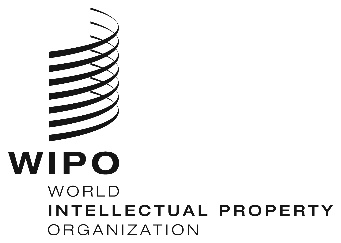 WIPO
WORLD
INTELLECTUAL PROPERTY
ORGANIZATION